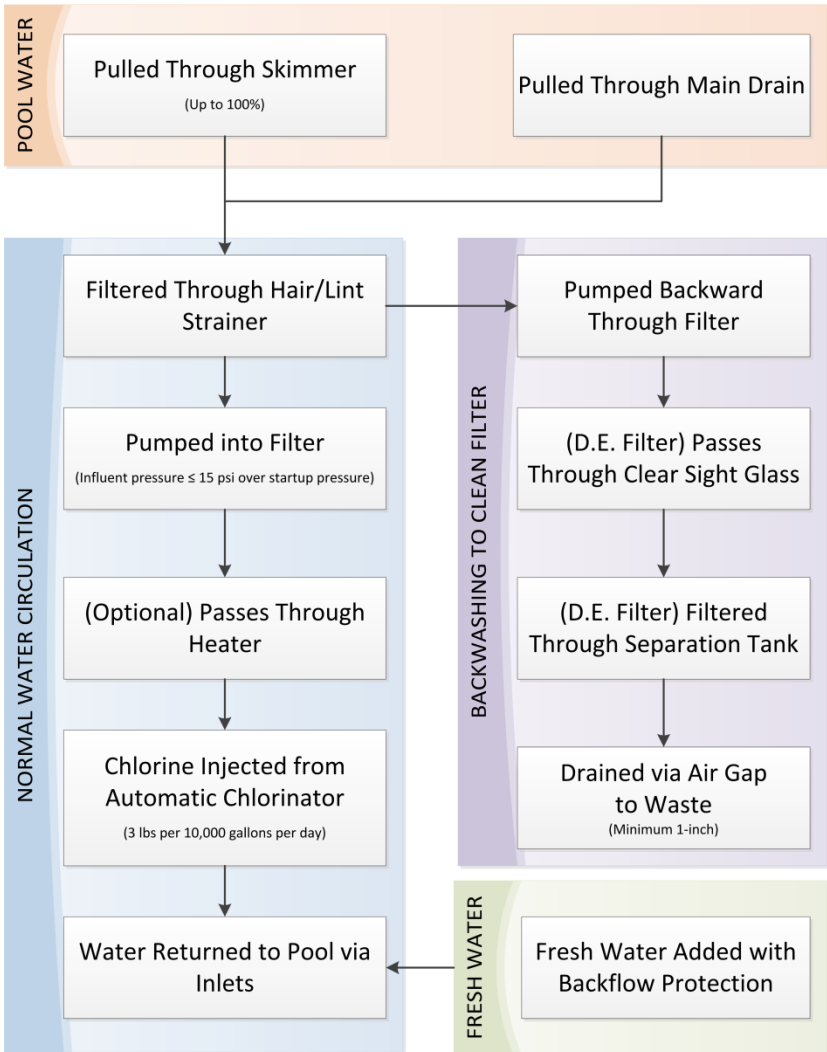 POOL WATER
Pulled Through Skimmer
(Up to 100%)
Pulled Through Main Drain
NORMAL WATER CIRCULATION
Filtered Through Hair/Lint
Strainer
Pumped into Filter
(Influent pressure ≤ 15 psi over startup pressure)
(Optional) Passes Through
Heater
Chlorine Injected from
Automatic Chlorinator
(3 lbs per 10,000 gallons per day)
Water Returned to Pool via
Inlets
BACKWASHING TO CLEAN FILTER
Pumped Backward
Through Filter
(D.E. Filter) Passes
Through Clear Sight Glass
(D.E. Filter) Filtered
Through Separation Tank
Drained via Air Gap
to Waste
(Minimum 1-inch)
FRESH WATER
Fresh Water Added with
Backflow Protection